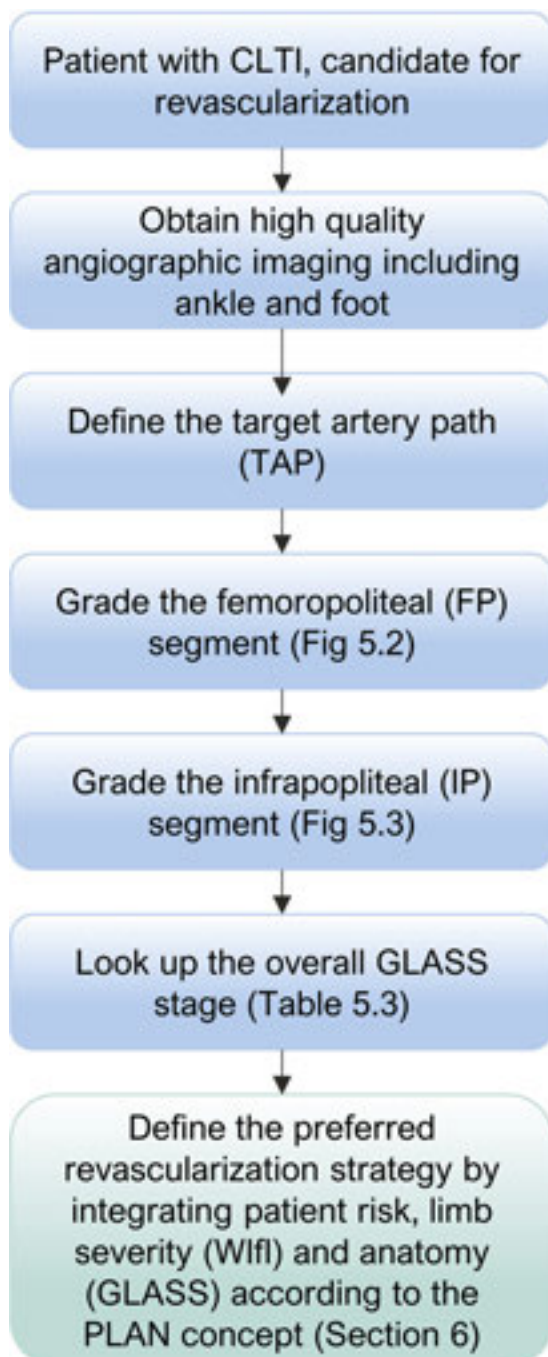 Patient with CLTI, candidate for
revascularization
Obtain high quality
angiographic imaging including
ankle and foot
Define the target artery path
(TAP)
Grade the femoropoliteal (FP)
segment (Fig 5.2)
Grade the infrapopliteal (IP)
segment (Fig 5.3)
Look up the overall GLASS
stage (Table 5.3)
Define the preferred
revascularization strategy by
integrating patient risk, limb
severity (WIfI) and anatomy
(GLASS) according to the
PLAN concept (Section 6)